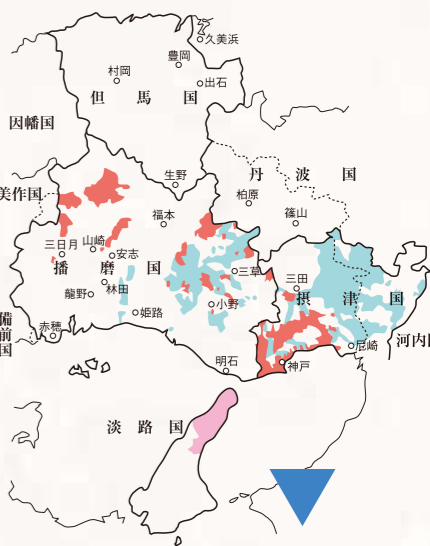 久美浜
豊岡
村岡
出石
但馬国
因幡国
生野
丹波国
美作国
柏原
福本
篠山
三日月
山崎
安志
播磨国
三草
三田
林田
龍野
小野
摂津国
姫路
備前国
赤穂
尼崎
河内国
明石
神戸
淡路国